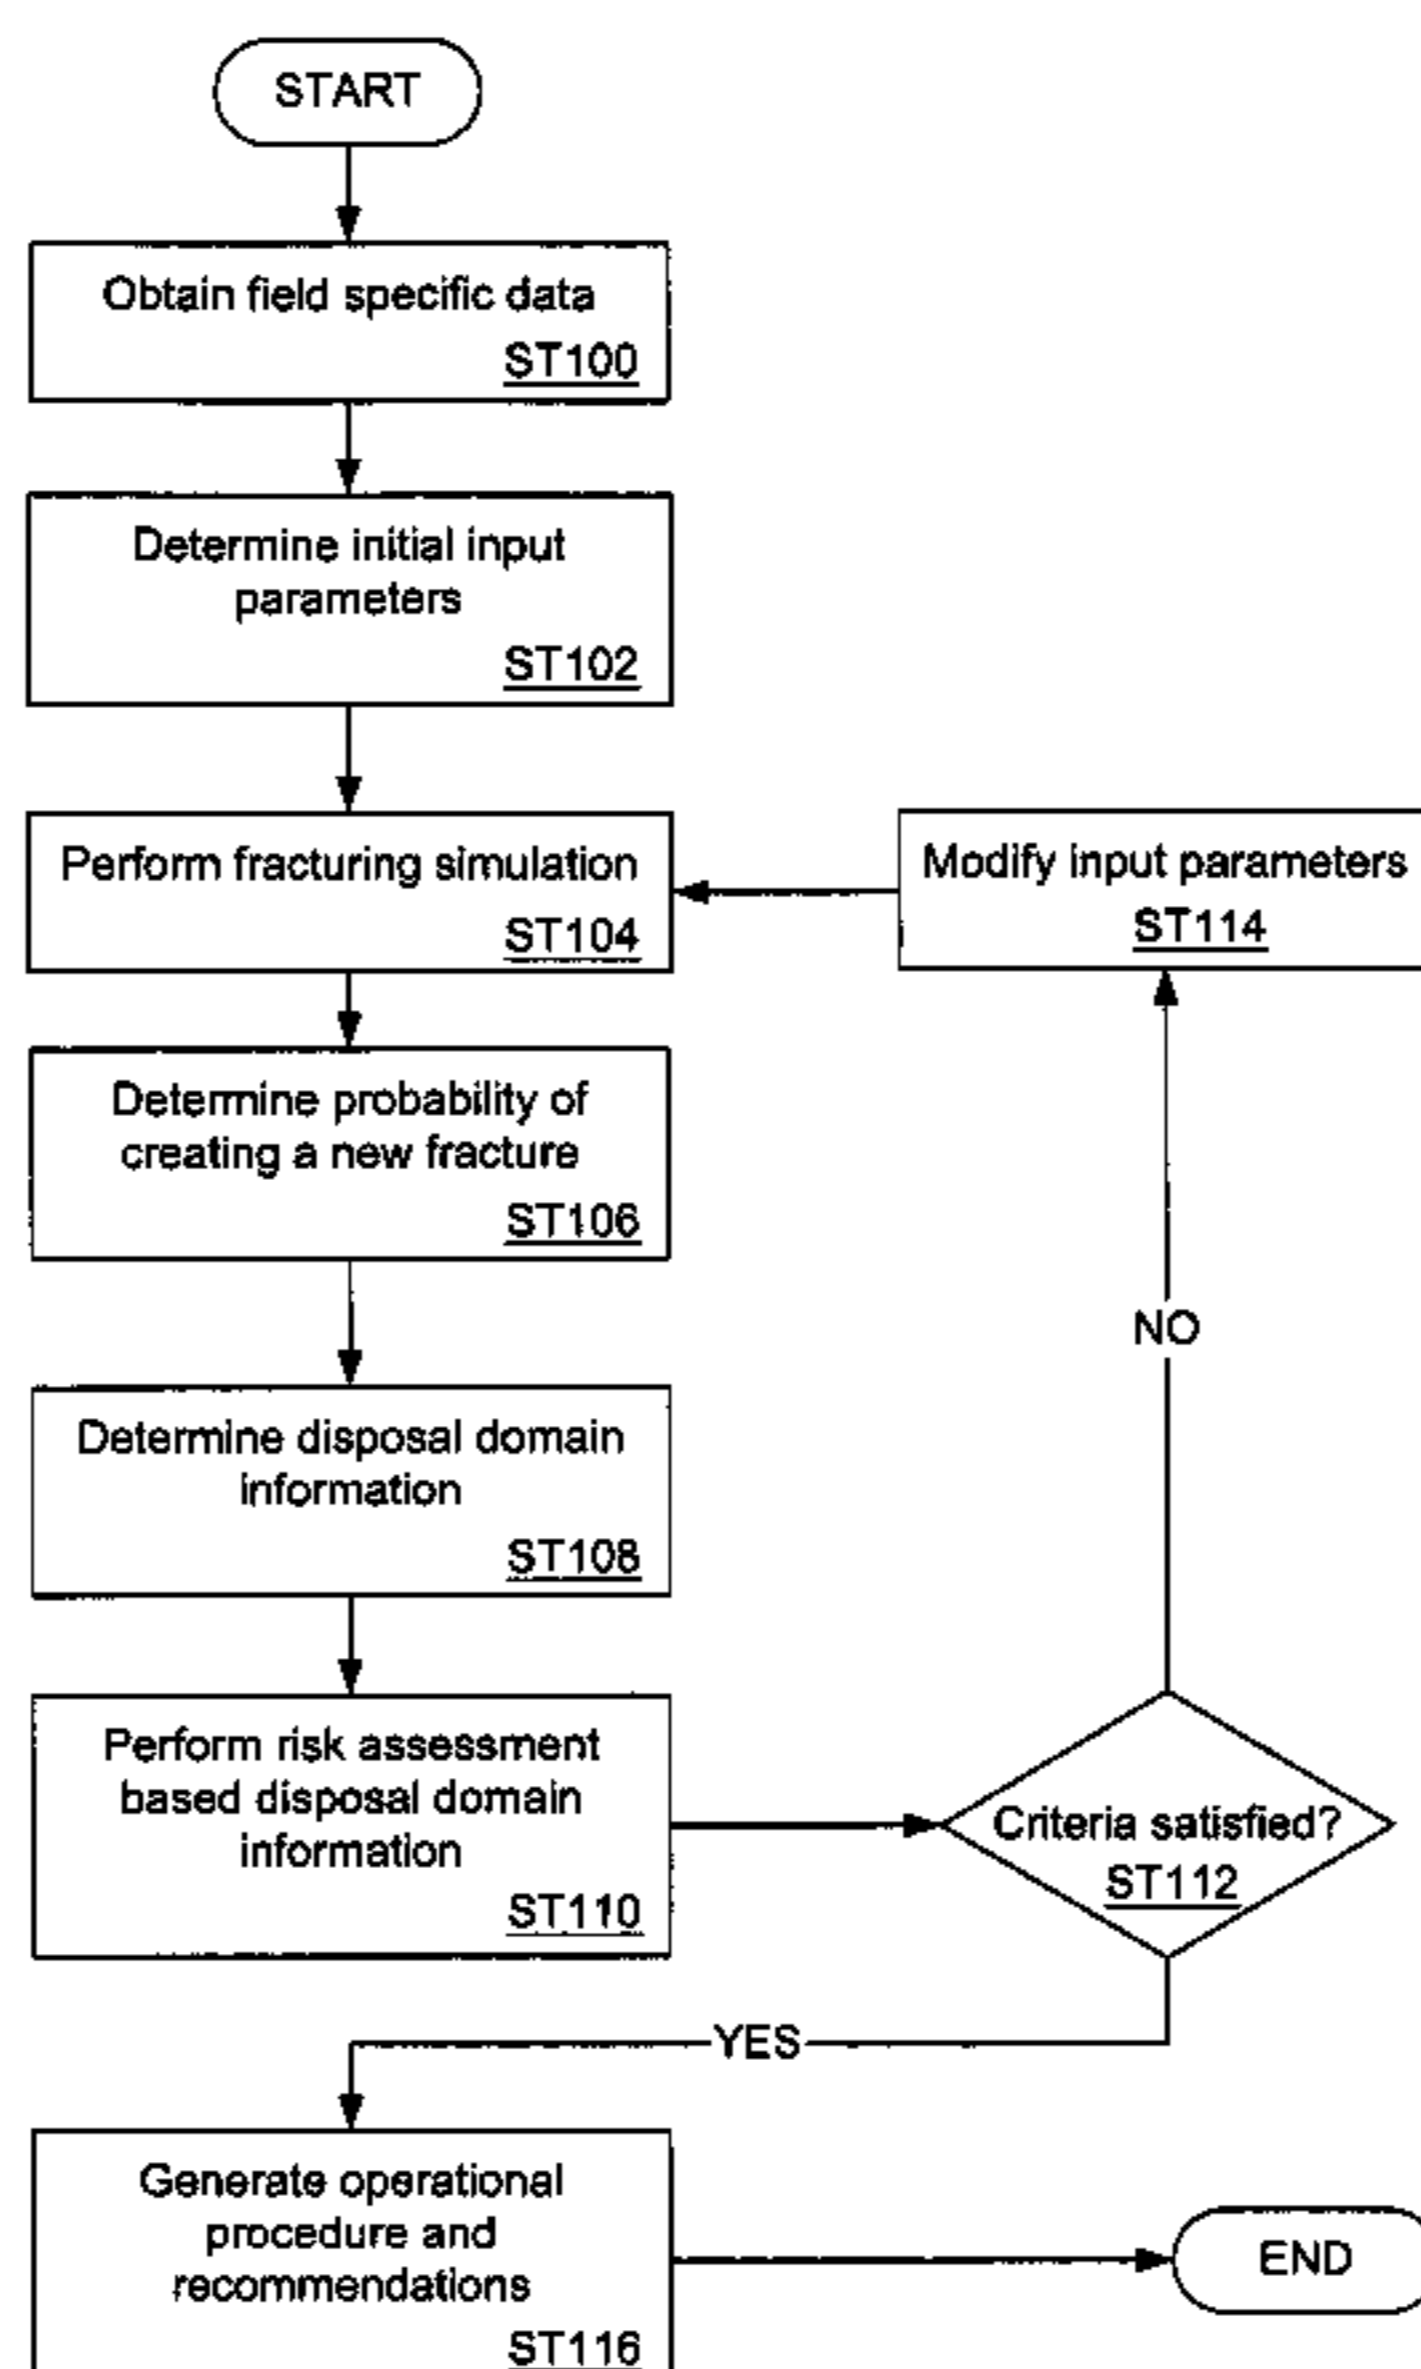 START
Obtain field specific data
ST100
Determine initial input
parameters
ST102
Perform fracturing simulation
ST104
Modify input parameters
ST114
Determine probability of
creating a new fracture
ST106
NO
Determine disposal domain
information
ST108
Perform risk assessment
based disposal domain
information
ST110
Criteria satisfied?
ST112
YES
Generate operational
procedure and
recommendations
ST116
END